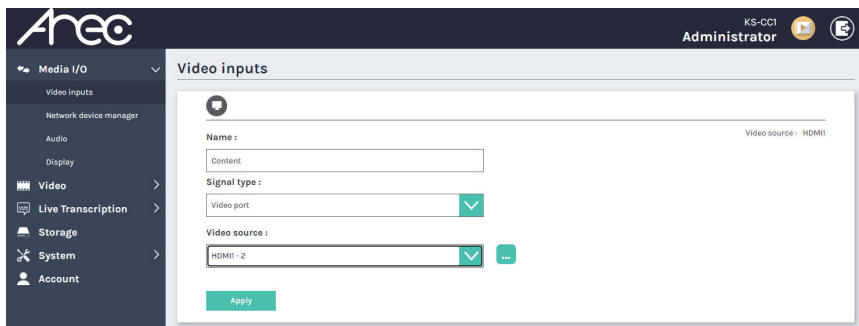 Arec
KS-CC1
Administrator
Media I/O
Video inputs
Network device manager
Audio
Display
Video
Live Transcription
Storage
System
Account
Video inputs
Name :
Video source : HDMI1
Content
Signal type :
Video port
Video source :
HDMI1 - 2
...
Apply